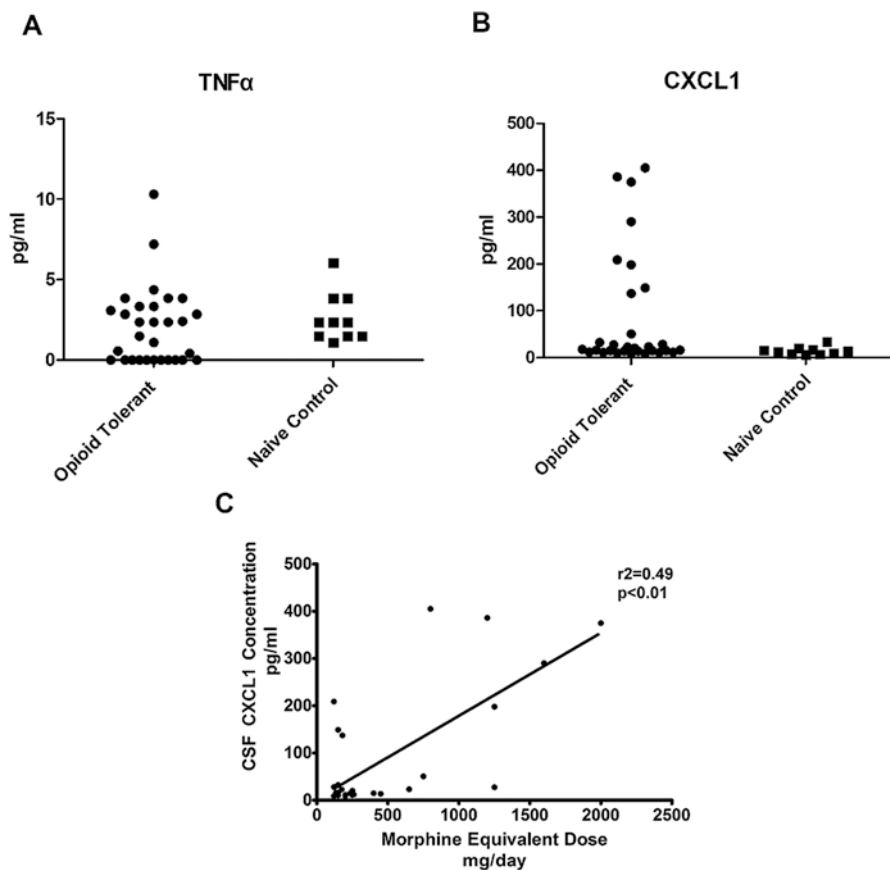 A
TNFα
15
10
5
0
pg/ml
Opioid Tolerant
Naive Control
B
CXCL1
500
400
300
200
100
0
pg/ml
Opioid Tolerant
Naive Control
C
CSF CXCL1 Concentration
pg/ml
500
400
300
200
100
0
r2=0.49
p<0.01
0 500 1000 1500 2000 2500
Morphine Equivalent Dose
mg/day